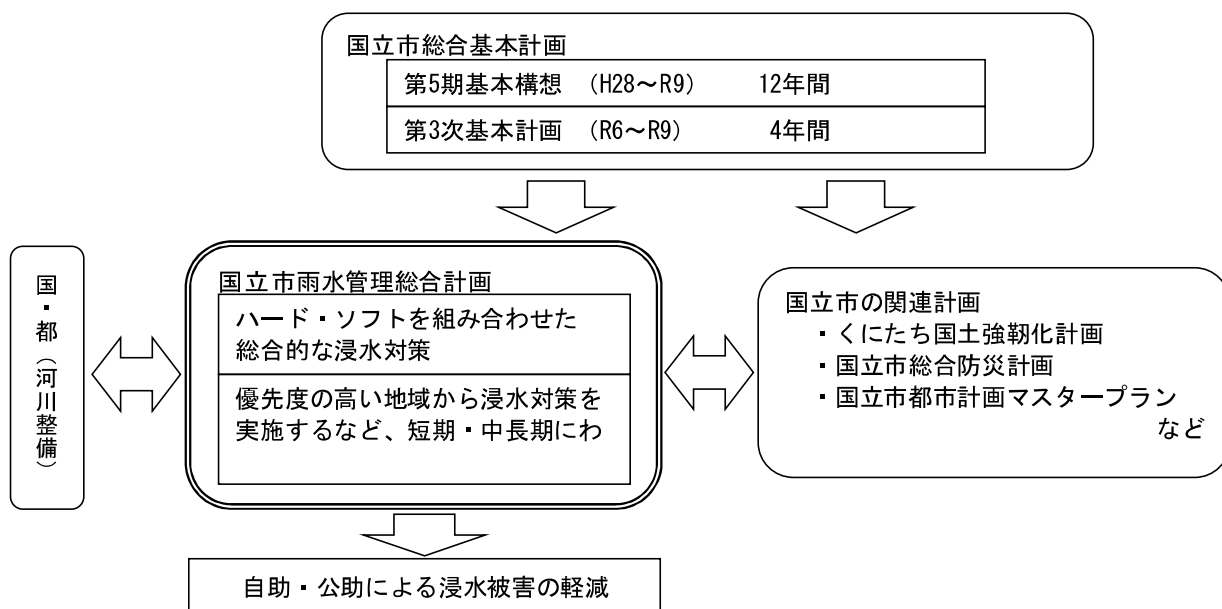 国立市総合基本計画
第5期基本構想 （H28～R9） 12年間
第3次基本計画 （R6～R9） 4年間
国・都（河川整備）
国立市雨水管理総合計画
ハード・ソフトを組み合わせた
総合的な浸水対策
優先度の高い地域から浸水対策を
実施するなど、短期・中長期にわ
国立市の関連計画
・くにたち国土強靭化計画
・国立市総合防災計画
・国立市都市計画マスタープラン
など
自助・公助による浸水被害の軽減